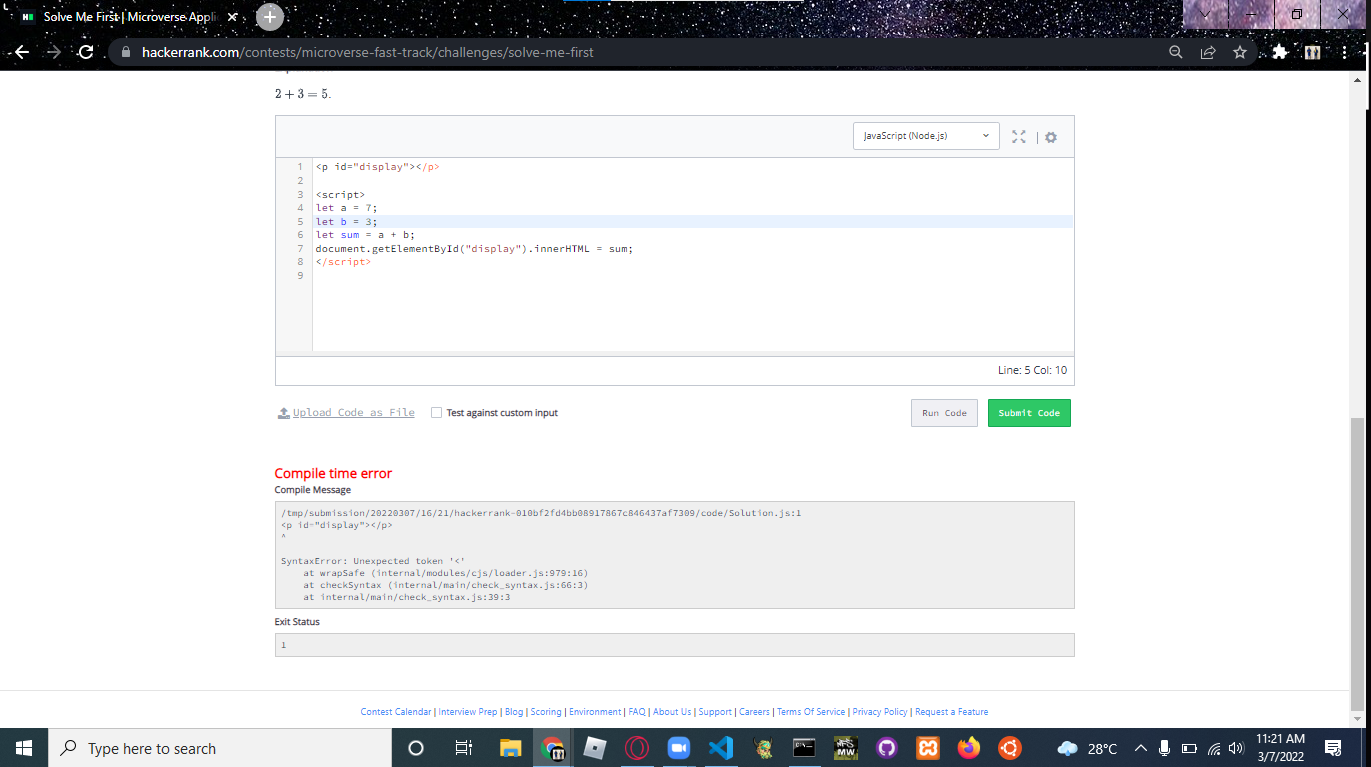 Solve Me First | Microverse Appli
hackerrank.com/contests/microverse-fast-track/challenges/solve-me-first
2 + 3 = 5.
JavaScript (Node.js)
1 <p id="display"></p>
2
3 <script>
4 let a = 7;
5 let b = 3;
6 let sum = a + b;
7 document.getElementById("display").innerHTML = sum;
8 </script>
9
Line: 5 Col: 10
Upload Code as File
Test against custom input
Run Code
Submit Code
Compile time error
Compile Message
/tmp/submission/20220307/16/21/hackerrank-010bf2fd4bb08917867c846437af7309/code/Solution.js:1
<p id="display"></p>
^
SyntaxError: Unexpected token '<'
at wrapSafe (internal/modules/cjs/loader.js:979:16)
at checkSyntax (internal/main/check_syntax.js:66:3)
at internal/main/check_syntax.js:39:3
Exit Status
1
Contest Calendar | Interview Prep | Blog | Scoring | Environment | FAQ | About Us | Support | Careers | Terms Of Service | Privacy Policy | Request a Feature
Type here to search
28°C
11:21 AM
3/7/2022